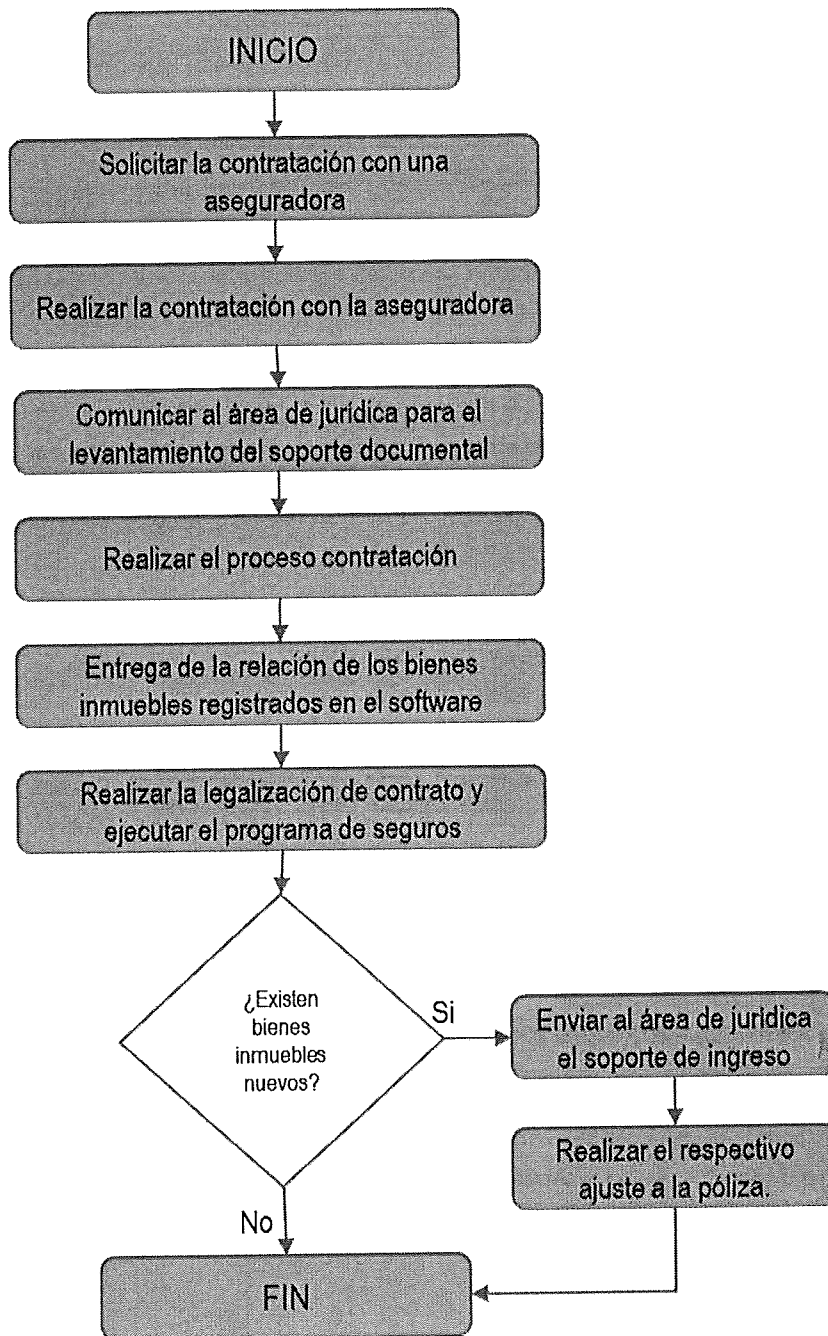 INICIO
Solicitar la contratación con una
aseguradora
Realizar la contratación con la aseguradora
Comunicar al área de jurídica para el
levantamiento del soporte documental
Realizar el proceso contratación
Entrega de la relación de los bienes
inmuebles registrados en el software
Realizar la legalización de contrato y
ejecutar el programa de seguros
¿Existen
bienes
inmuebles
nuevos?
Si
Enviar al área de jurídica
el soporte de ingreso
Realizar el respectivo
ajuste a la póliza.
No
FIN